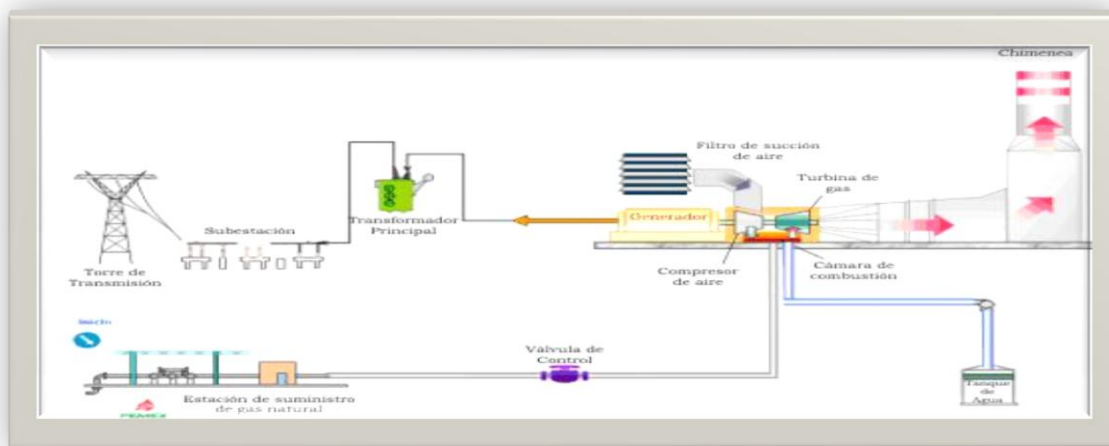 Chimenea
Filtro de succión
de aire
Turbina de
gas
Generador
Transformador
Principal
Subestación
Torre de
Transmisión
Compresor
de aire
Cámara de
combustión
Inicio
Válvula de
Control
Estación de suministro
de gas natural
Tanque
de
Agua
PEMEX